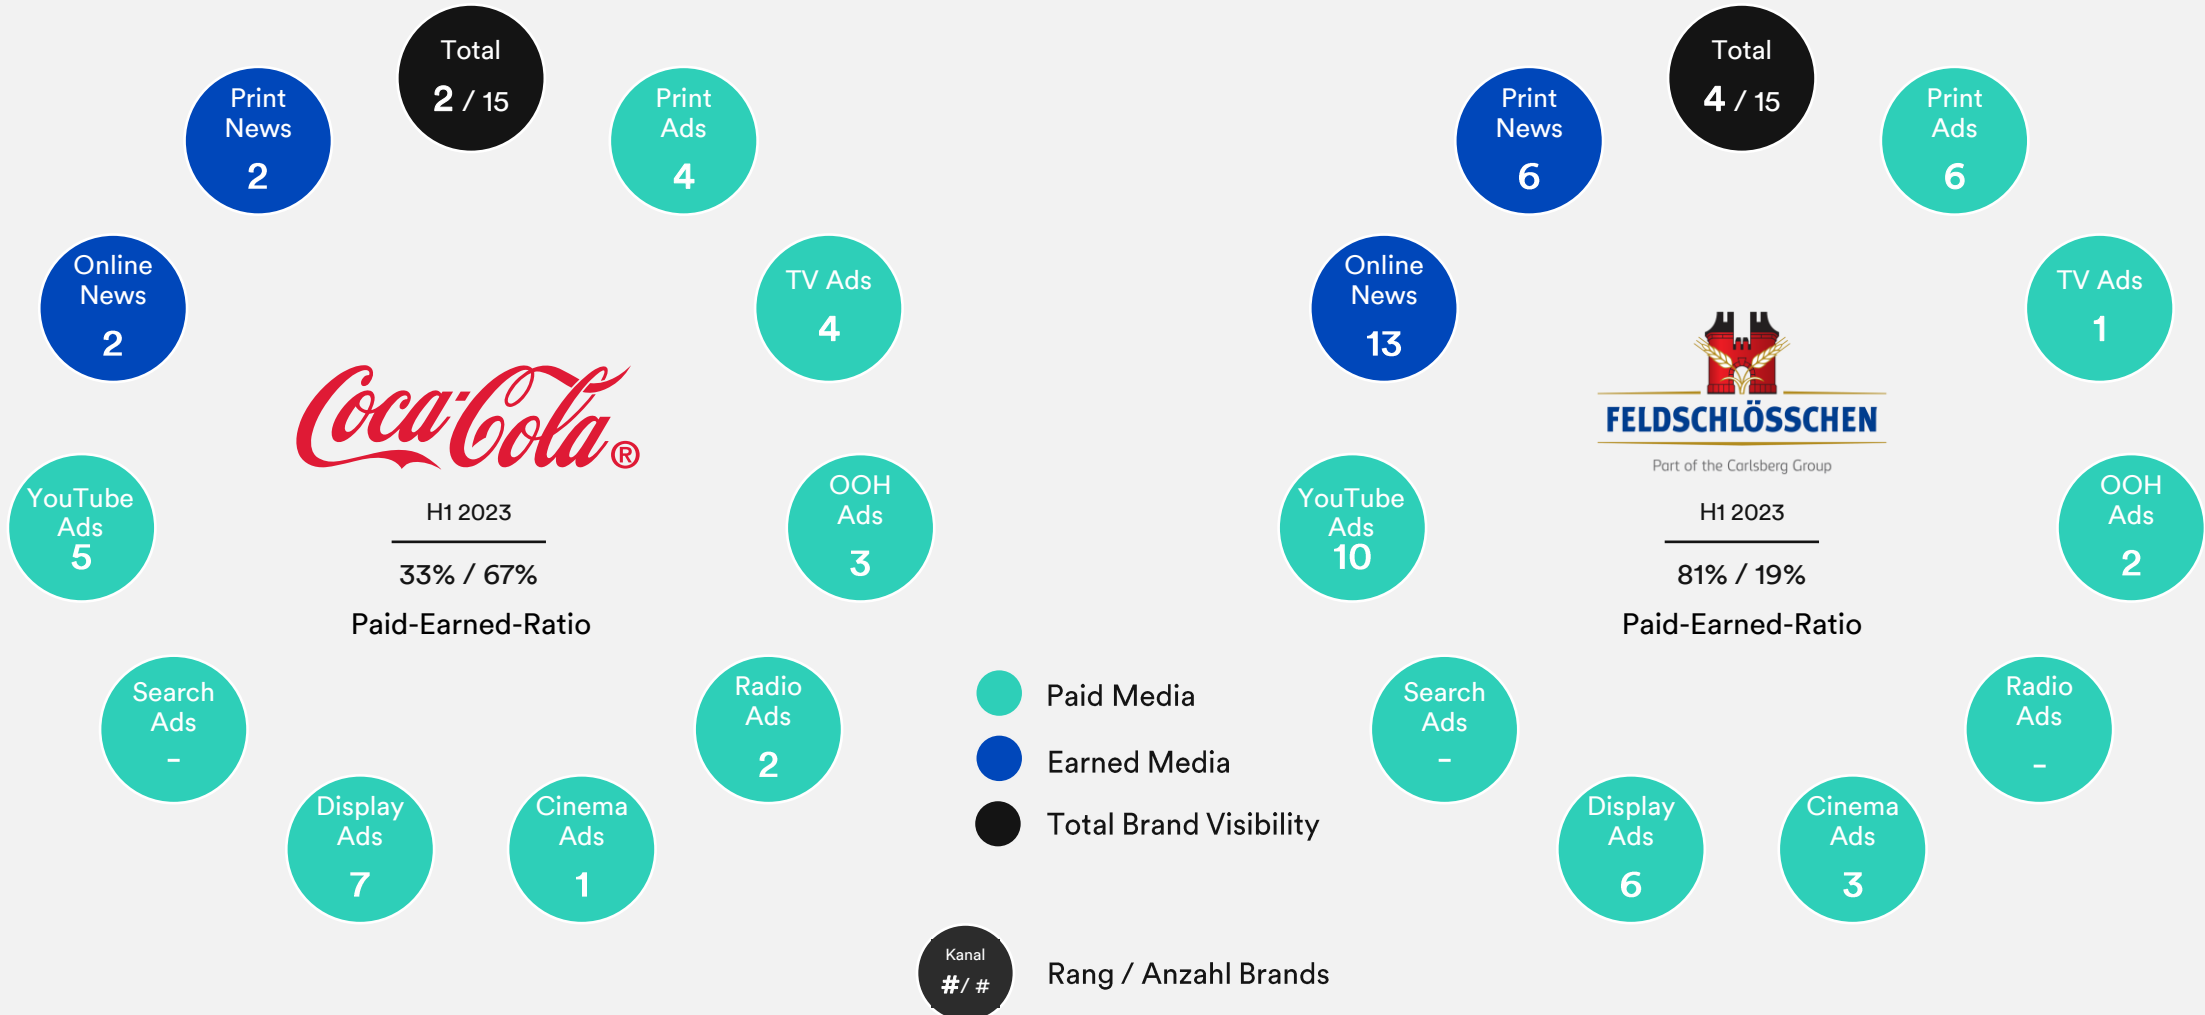 Total
2 / 15
Print
Ads
4
TV Ads
4
OOH
Ads
3
Radio
Ads
2
Cinema
Ads
1
Display
Ads
7
Search
Ads
-
YouTube
Ads
5
Online
News
2
Print
News
2
Coca-Cola®
H1 2023
33% / 67%
Paid-Earned-Ratio
Total
4 / 15
Print
Ads
6
TV Ads
1
OOH
Ads
2
Radio
Ads
-
Cinema
Ads
3
Display
Ads
6
Search
Ads
-
YouTube
Ads
10
Online
News
13
Print
News
6
FELDSCHLÖSSCHEN
Part of the Carlsberg Group
H1 2023
81% / 19%
Paid-Earned-Ratio
Paid Media
Earned Media
Total Brand Visibility
Kanal
#/ #
Rang / Anzahl Brands